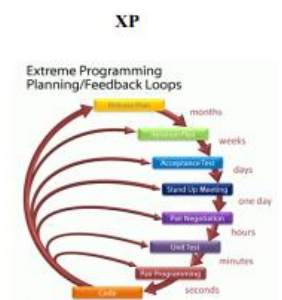 XP
Extreme Programming
Planning/Feedback Loops
Release Plan
months
Iteration Plan
weeks
Acceptance Test
days
Stand Up Meeting
one day
Pair Negotiation
hours
Unit Test
minutes
Pair Programming
seconds
Code